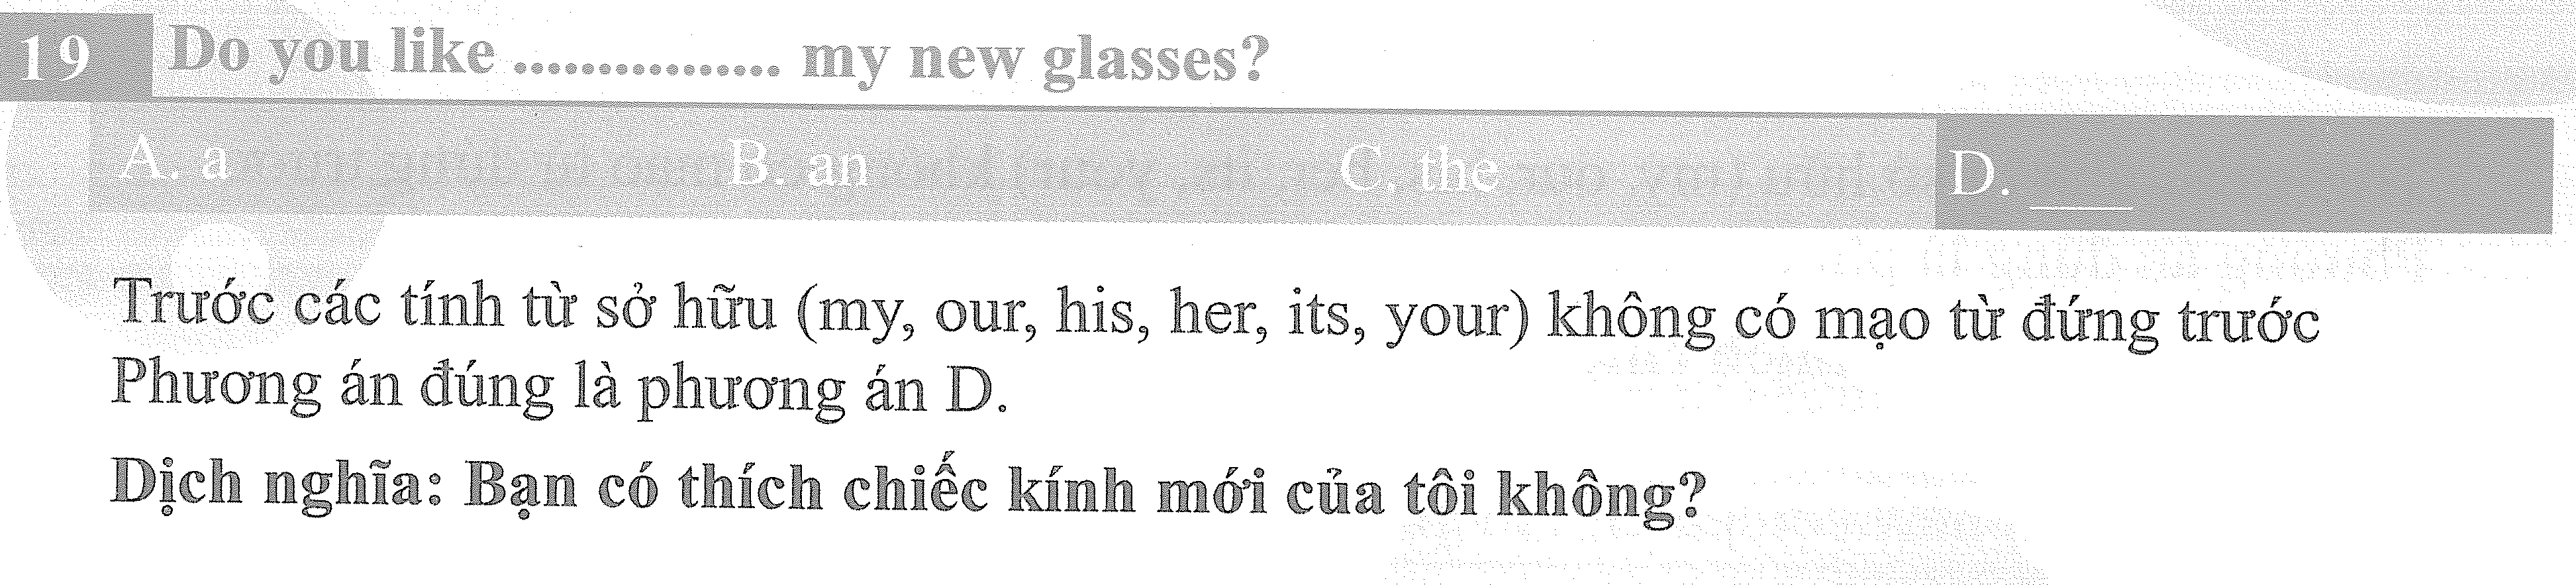 19 Do you like ................ my new glasses?
A. a B. an C. the D. ____
Trước các tính từ sở hữu (my, our, his, her, its, your) không có mạo từ đứng trước
Phương án đúng là phương án D.
Dịch nghĩa: Bạn có thích chiếc kính mới của tôi không?